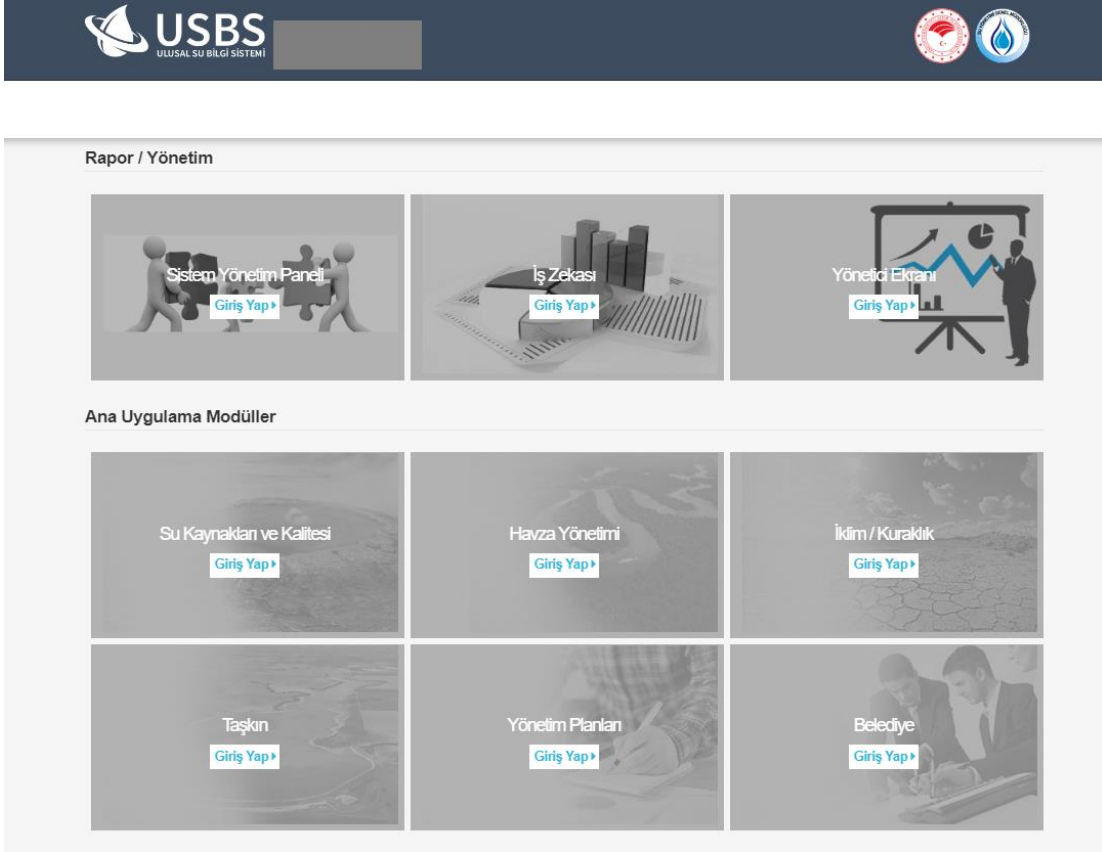 USBS
ULUSAL SU BİLGİ SİSTEMİ
Rapor / Yönetim
Sistem Yönetim Paneli
Giriş Yap
İş Zekası
Giriş Yap
Yönetici Ekranı
Giriş Yap
Ana Uygulama Modüller
Su Kaynakları ve Kalitesi
Giriş Yap
Havza Yönetimi
Giriş Yap
İklim / Kuraklık
Giriş Yap
Taşkın
Giriş Yap
Yönetim Planları
Giriş Yap
Belediye
Giriş Yap